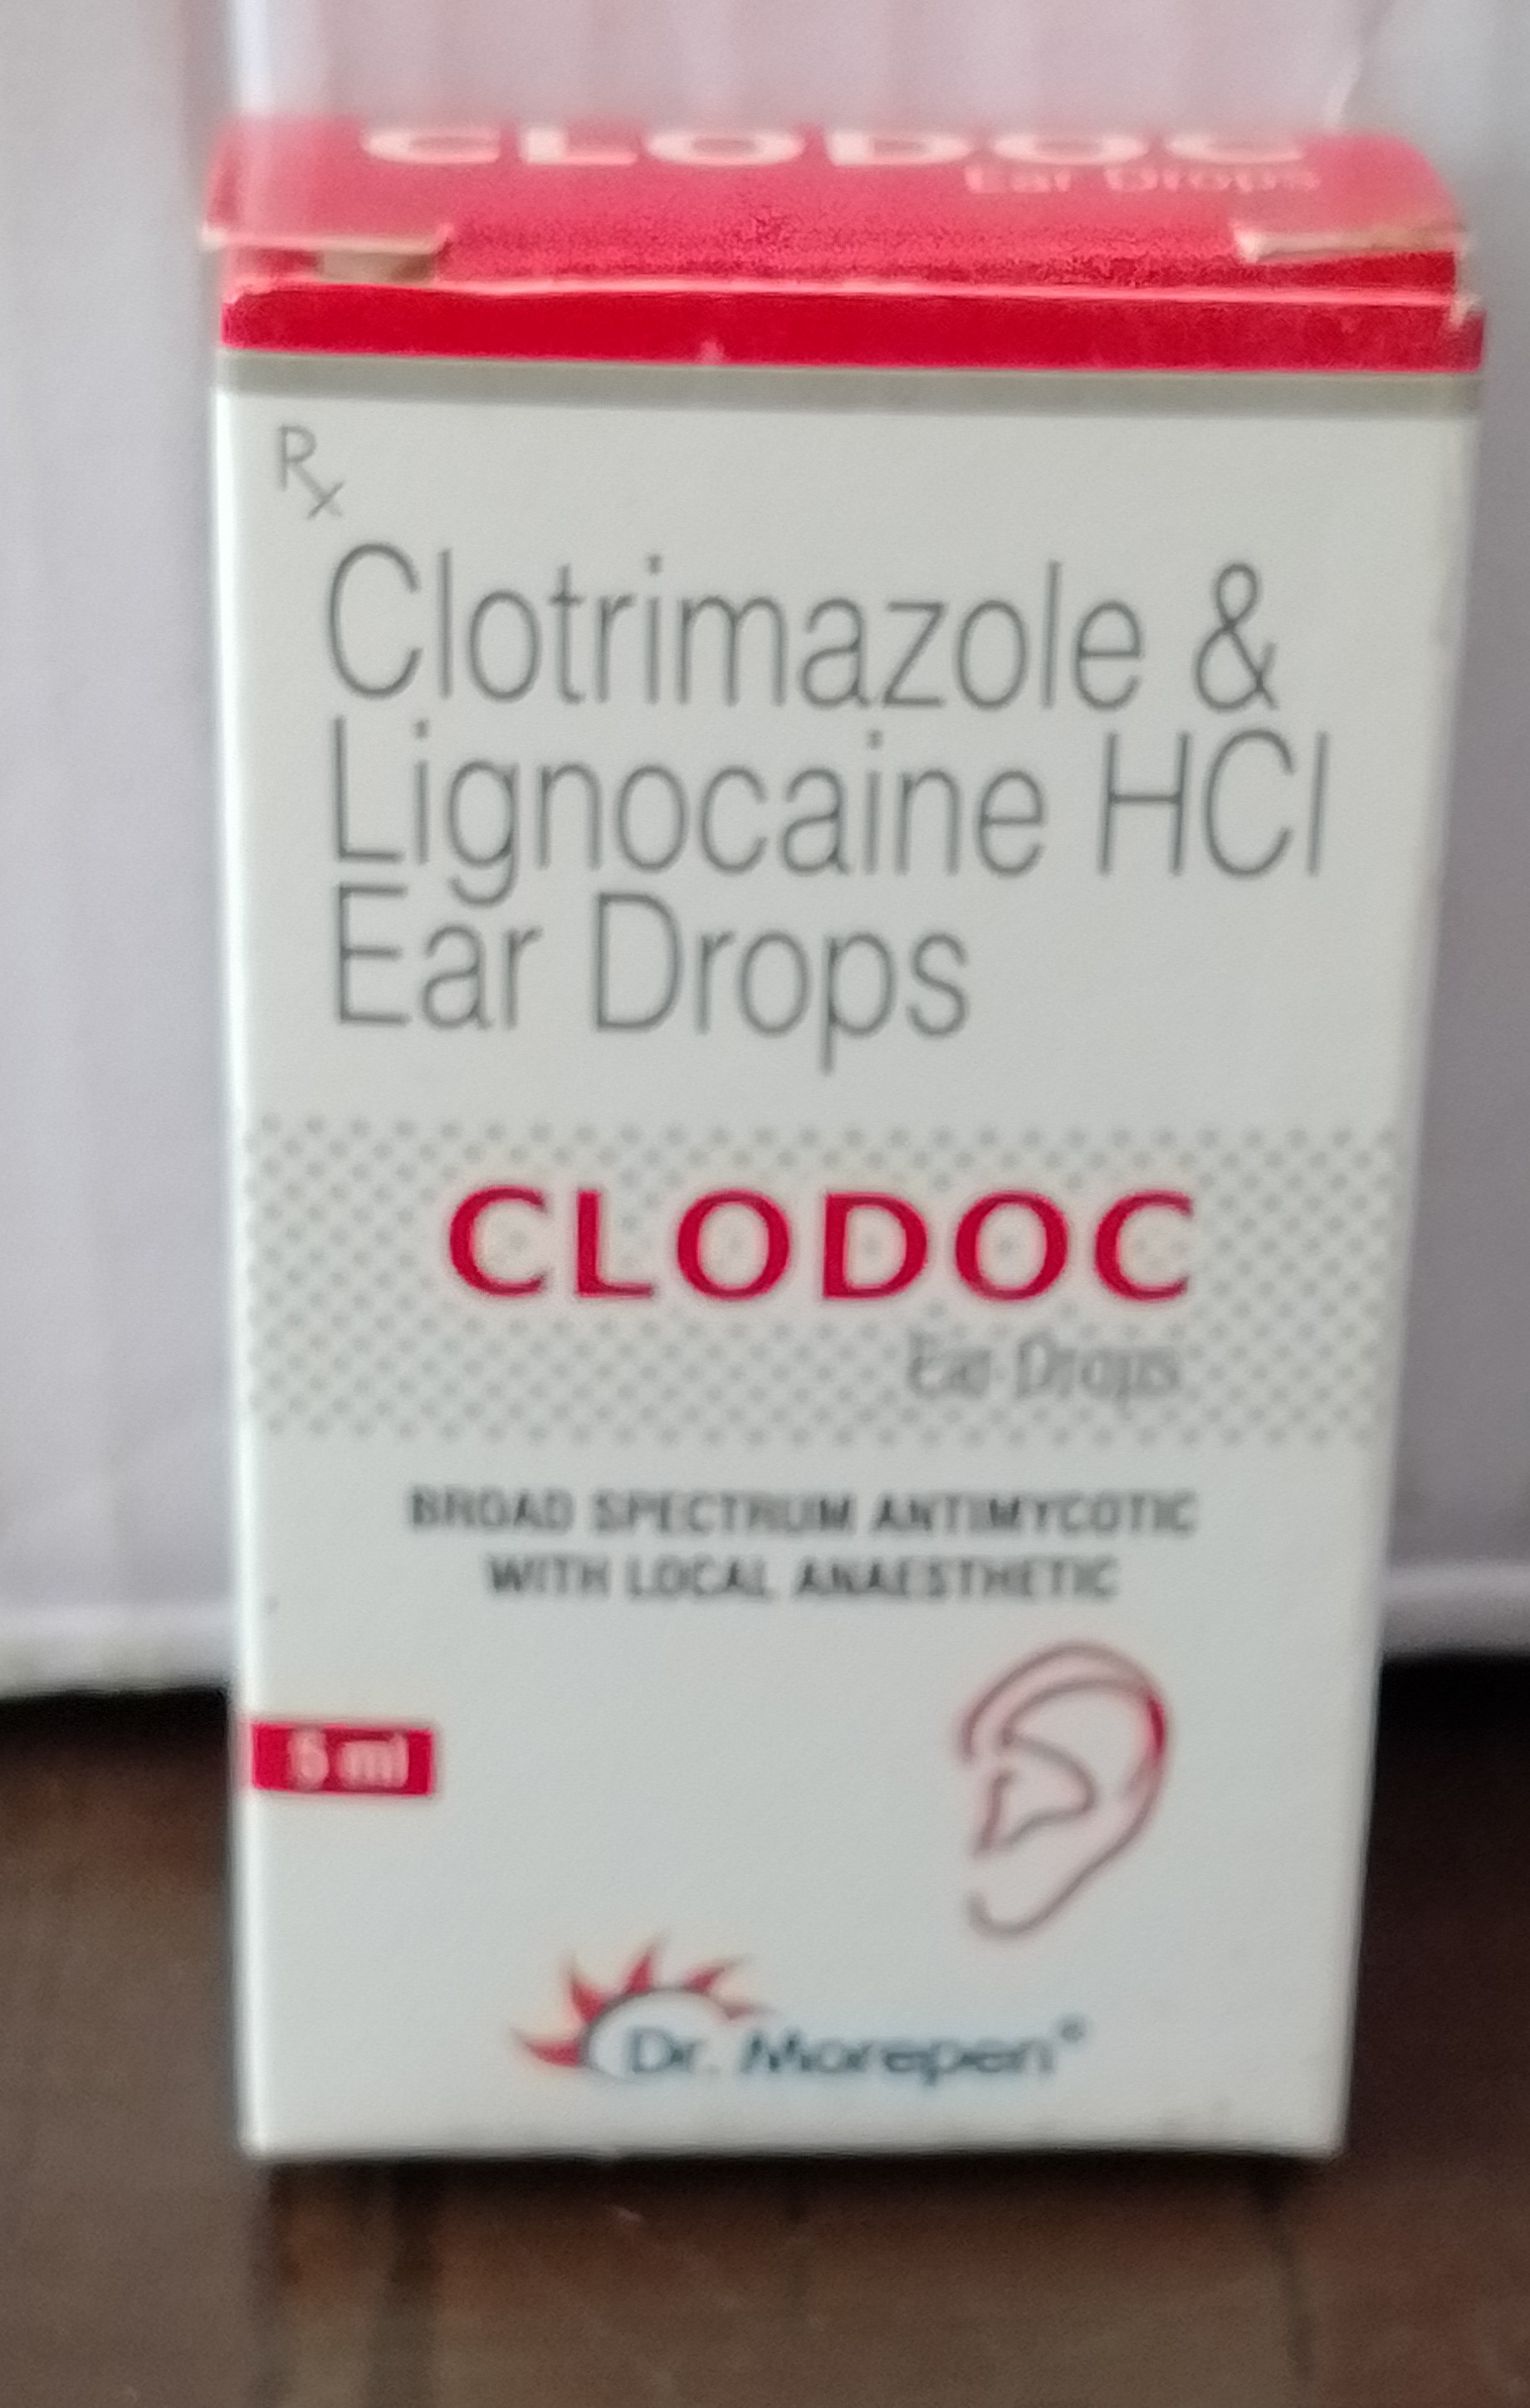 CLODOC
Ear Drops
Rx
Clotrimazole &
Lignocaine HCl
Ear Drops
CLODOC
Ear Drops
BROAD SPECTRUM ANTIMYCOTIC
WITH LOCAL ANAESTHETIC
5 ml
Dr. Morepen®